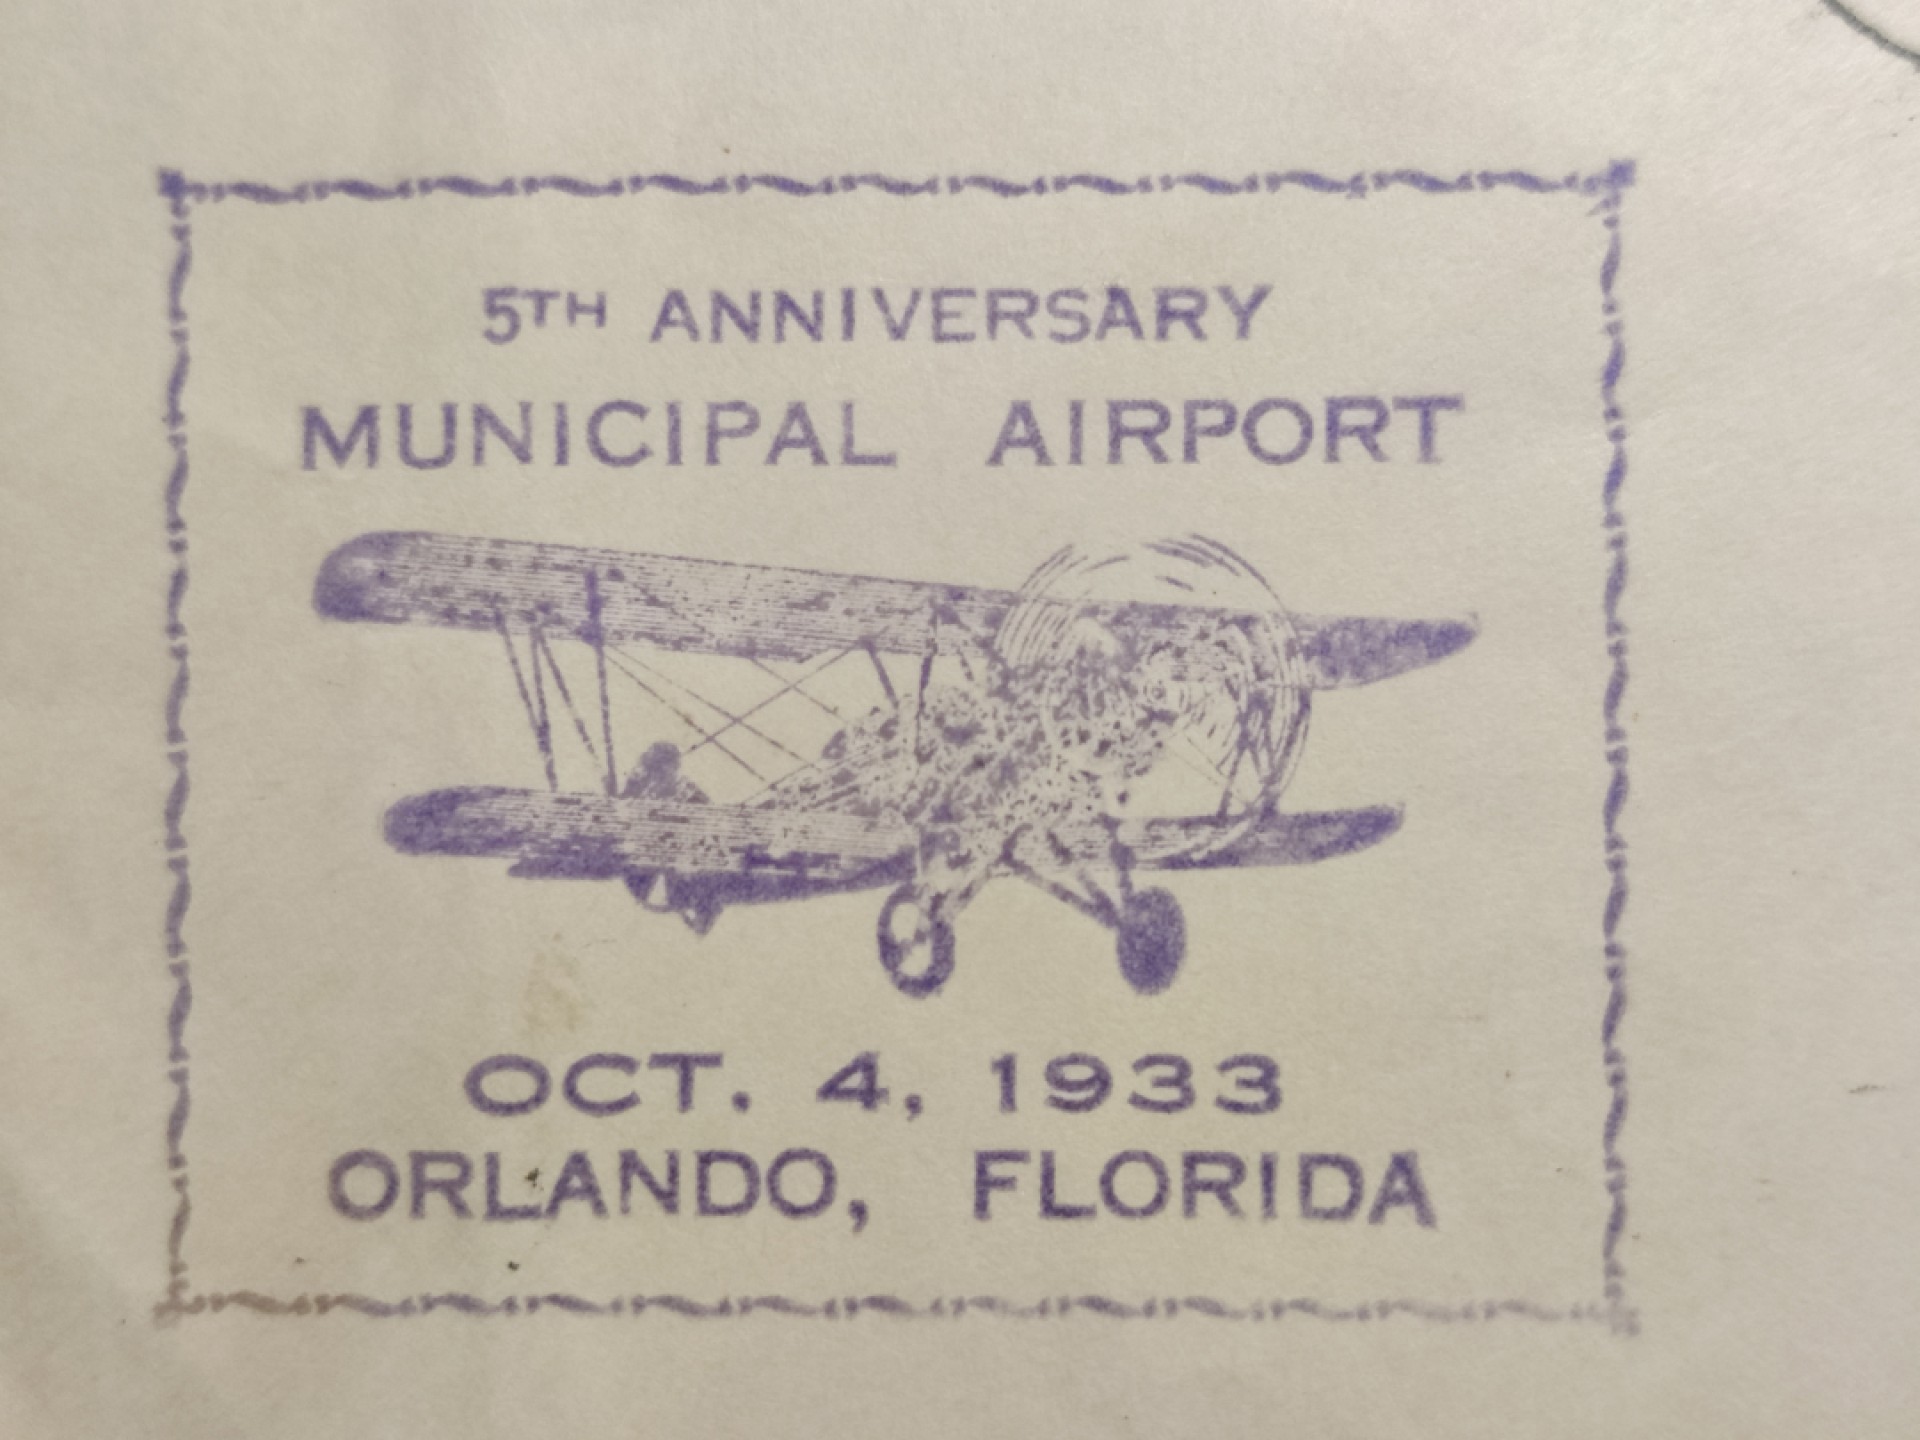 5TH ANNIVERSARY
MUNICIPAL AIRPORT
OCT. 4, 1933
ORLANDO, FLORIDA